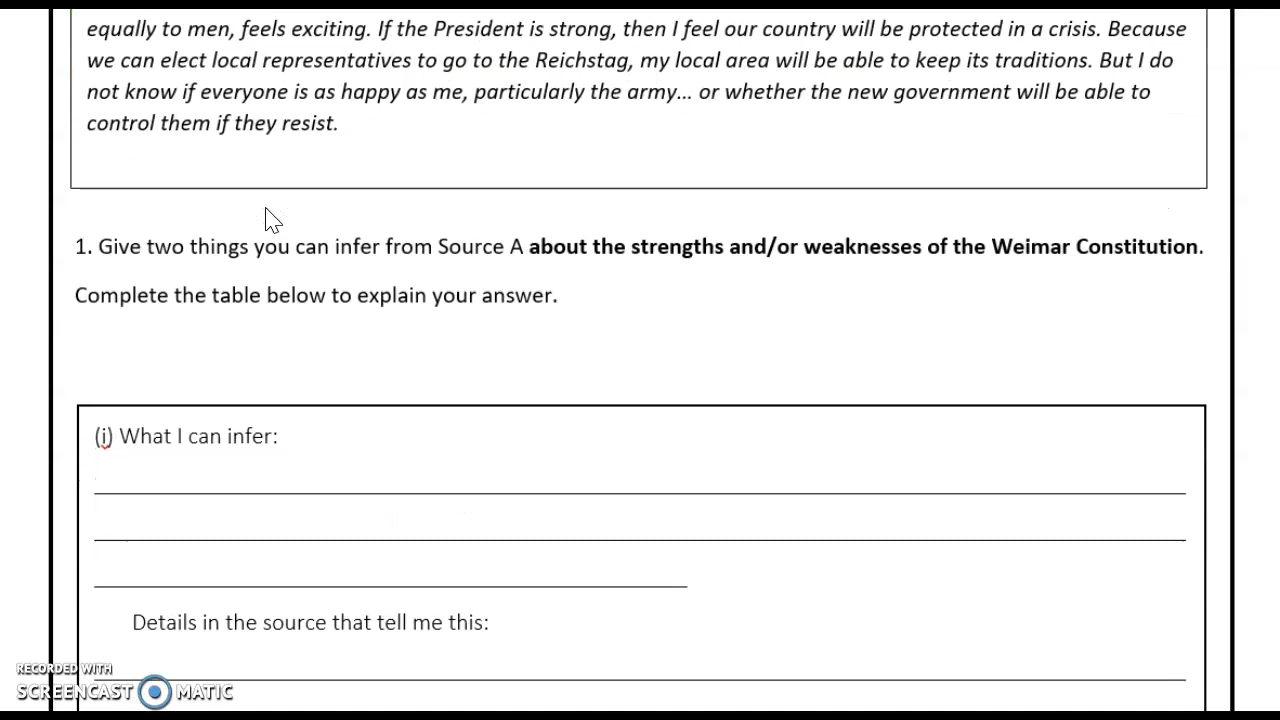 equally to men, feels exciting. If the President is strong, then I feel our country will be protected in a crisis. Because
we can elect local representatives to go to the Reichstag, my local area will be able to keep its traditions. But I do
not know if everyone is as happy as me, particularly the army... or whether the new government will be able to
control them if they resist.
1. Give two things you can infer from Source A about the strengths and/or weaknesses of the Weimar Constitution.
Complete the table below to explain your answer.
(i) What I can infer:
Details in the source that tell me this:
RECORDED WITH
SCREENCAST MATIC